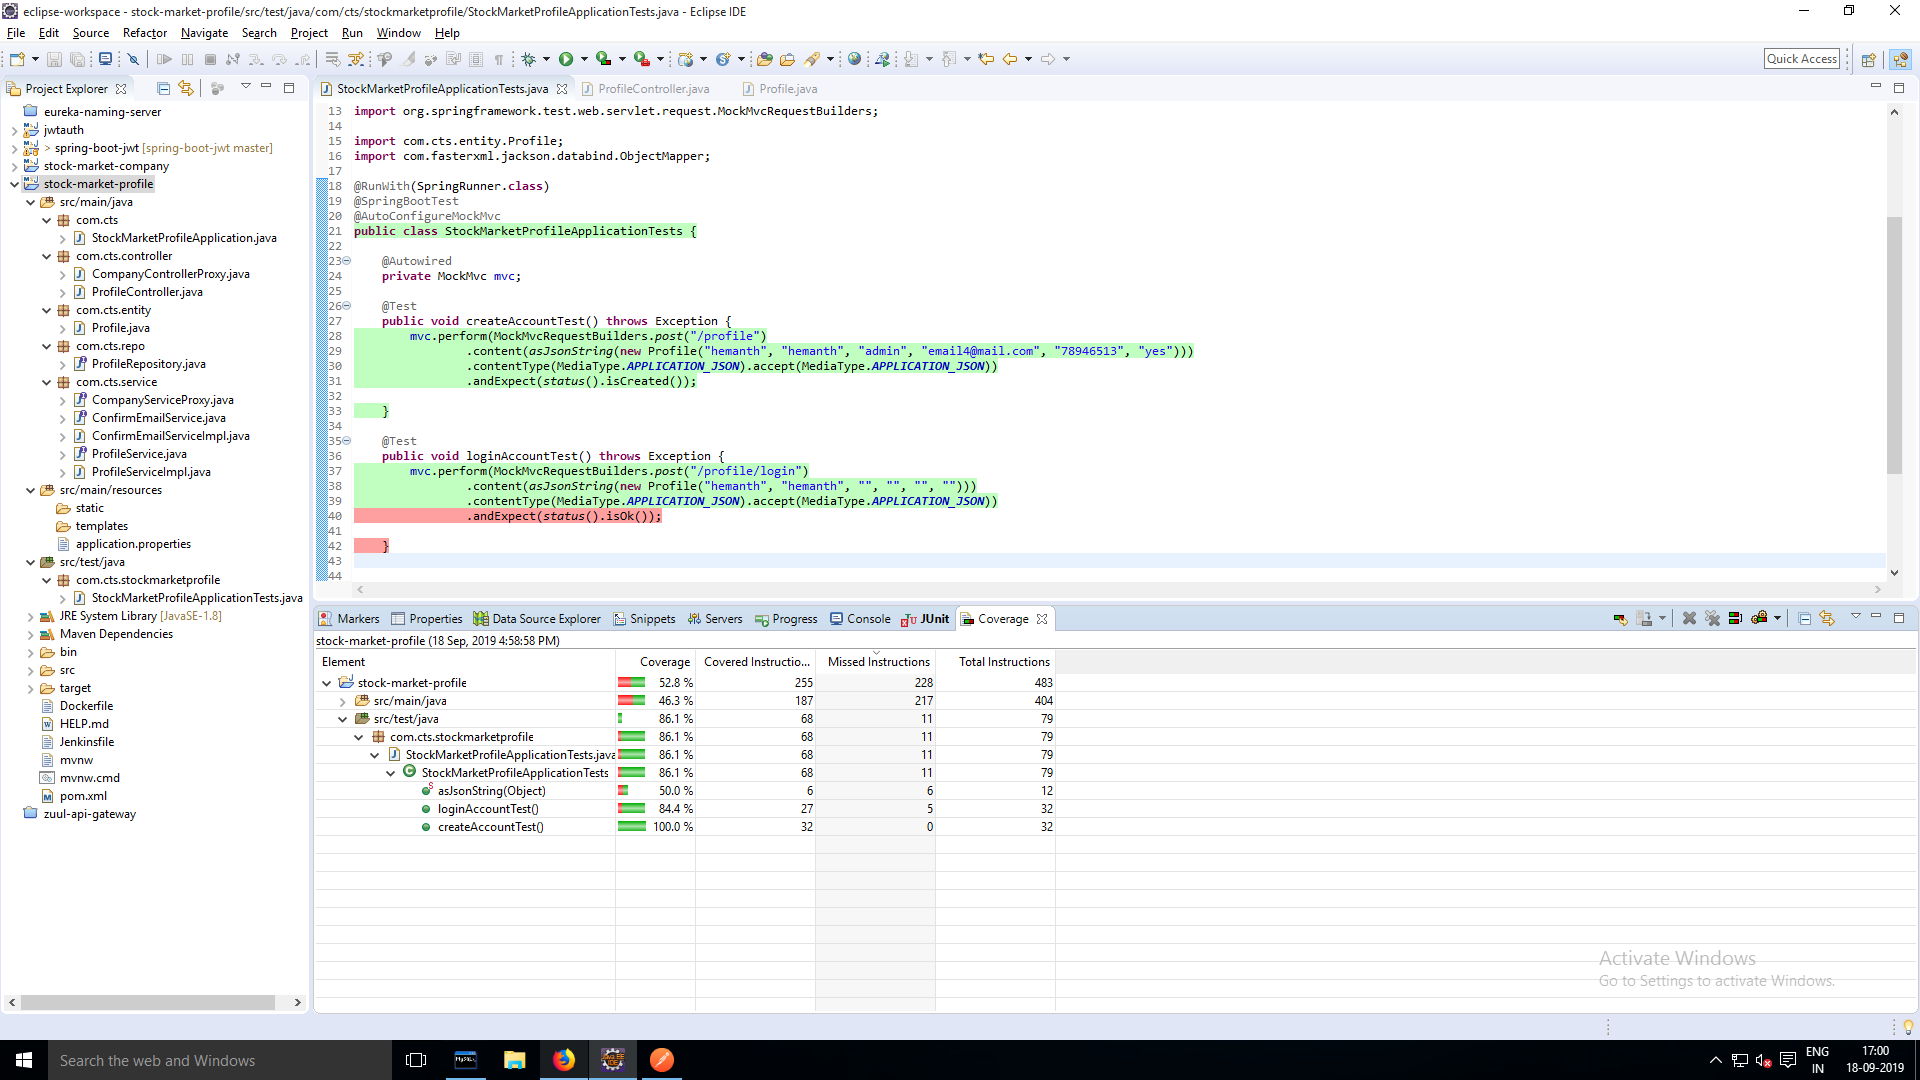 eclipse-workspace - stock-market-profile/src/test/java/com/cts/stockmarketprofile/StockMarketProfileApplicationTests.java - Eclipse IDE
File Edit Source Refactor Navigate Search Project Run Window Help
Quick Access
Project Explorer
eureka-naming-server
jwtauth
> spring-boot-jwt [spring-boot-jwt master]
stock-market-company
stock-market-profile
src/main/java
com.cts
StockMarketProfileApplication.java
com.cts.controller
CompanyControllerProxy.java
ProfileController.java
com.cts.entity
Profile.java
com.cts.repo
ProfileRepository.java
com.cts.service
CompanyServiceProxy.java
ConfirmEmailService.java
ConfirmEmailServiceImpl.java
ProfileService.java
ProfileServiceImpl.java
src/main/resources
static
templates
application.properties
src/test/java
com.cts.stockmarketprofile
StockMarketProfileApplicationTests.java
JRE System Library [JavaSE-1.8]
Maven Dependencies
bin
src
target
Dockerfile
HELP.md
Jenkinsfile
mvnw
mvnw.cmd
pom.xml
zuul-api-gateway
StockMarketProfileApplicationTests.java ProfileController.java Profile.java
13 import org.springframework.test.web.servlet.request.MockMvcRequestBuilders;
14
15 import com.cts.entity.Profile;
16 import com.fasterxml.jackson.databind.ObjectMapper;
17
18 @RunWith(SpringRunner.class)
19 @SpringBootTest
20 @AutoConfigureMockMvc
21 public class StockMarketProfileApplicationTests {
22
23 @Autowired
24 private MockMvc mvc;
25
26 @Test
27 public void createAccountTest() throws Exception {
28 mvc.perform(MockMvcRequestBuilders.post("/profile")
29 .content(asJsonString(new Profile("hemanth", "hemanth", "admin", "email4@mail.com", "78946513", "yes")))
30 .contentType(MediaType.APPLICATION_JSON).accept(MediaType.APPLICATION_JSON))
31 .andExpect(status().isCreated());
32
33 }
34
35 @Test
36 public void loginAccountTest() throws Exception {
37 mvc.perform(MockMvcRequestBuilders.post("/profile/login")
38 .content(asJsonString(new Profile("hemanth", "hemanth", "", "", "", "")))
39 .contentType(MediaType.APPLICATION_JSON).accept(MediaType.APPLICATION_JSON))
40 .andExpect(status().isOk());
41
42 }
43
44
Markers Properties Data Source Explorer Snippets Servers Progress Console JUnit Coverage
stock-market-profile (18 Sep, 2019 4:58:58 PM)
Element Coverage Covered Instructio... Missed Instructions Total Instructions
stock-market-profile 52.8 % 255 228 483
src/main/java 46.3 % 187 217 404
src/test/java 86.1 % 68 11 79
com.cts.stockmarketprofile 86.1 % 68 11 79
StockMarketProfileApplicationTests.java 86.1 % 68 11 79
StockMarketProfileApplicationTests 86.1 % 68 11 79
asJsonString(Object) 50.0 % 6 6 12
loginAccountTest() 84.4 % 27 5 32
createAccountTest() 100.0 % 32 0 32
Activate Windows
Go to Settings to activate Windows.
Search the web and Windows
ENG 17:00
IN 18-09-2019